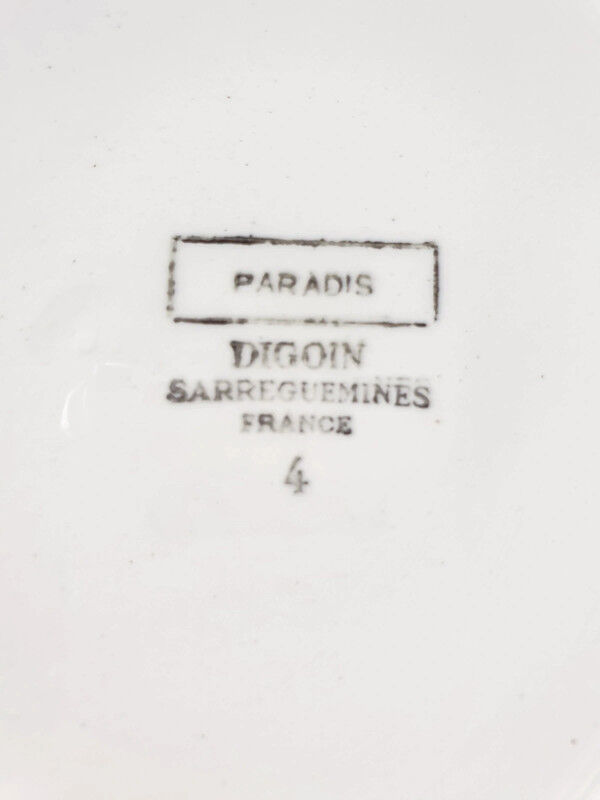 PARADIS
DIGOIN
SARREGUEMINES
FRANCE
4